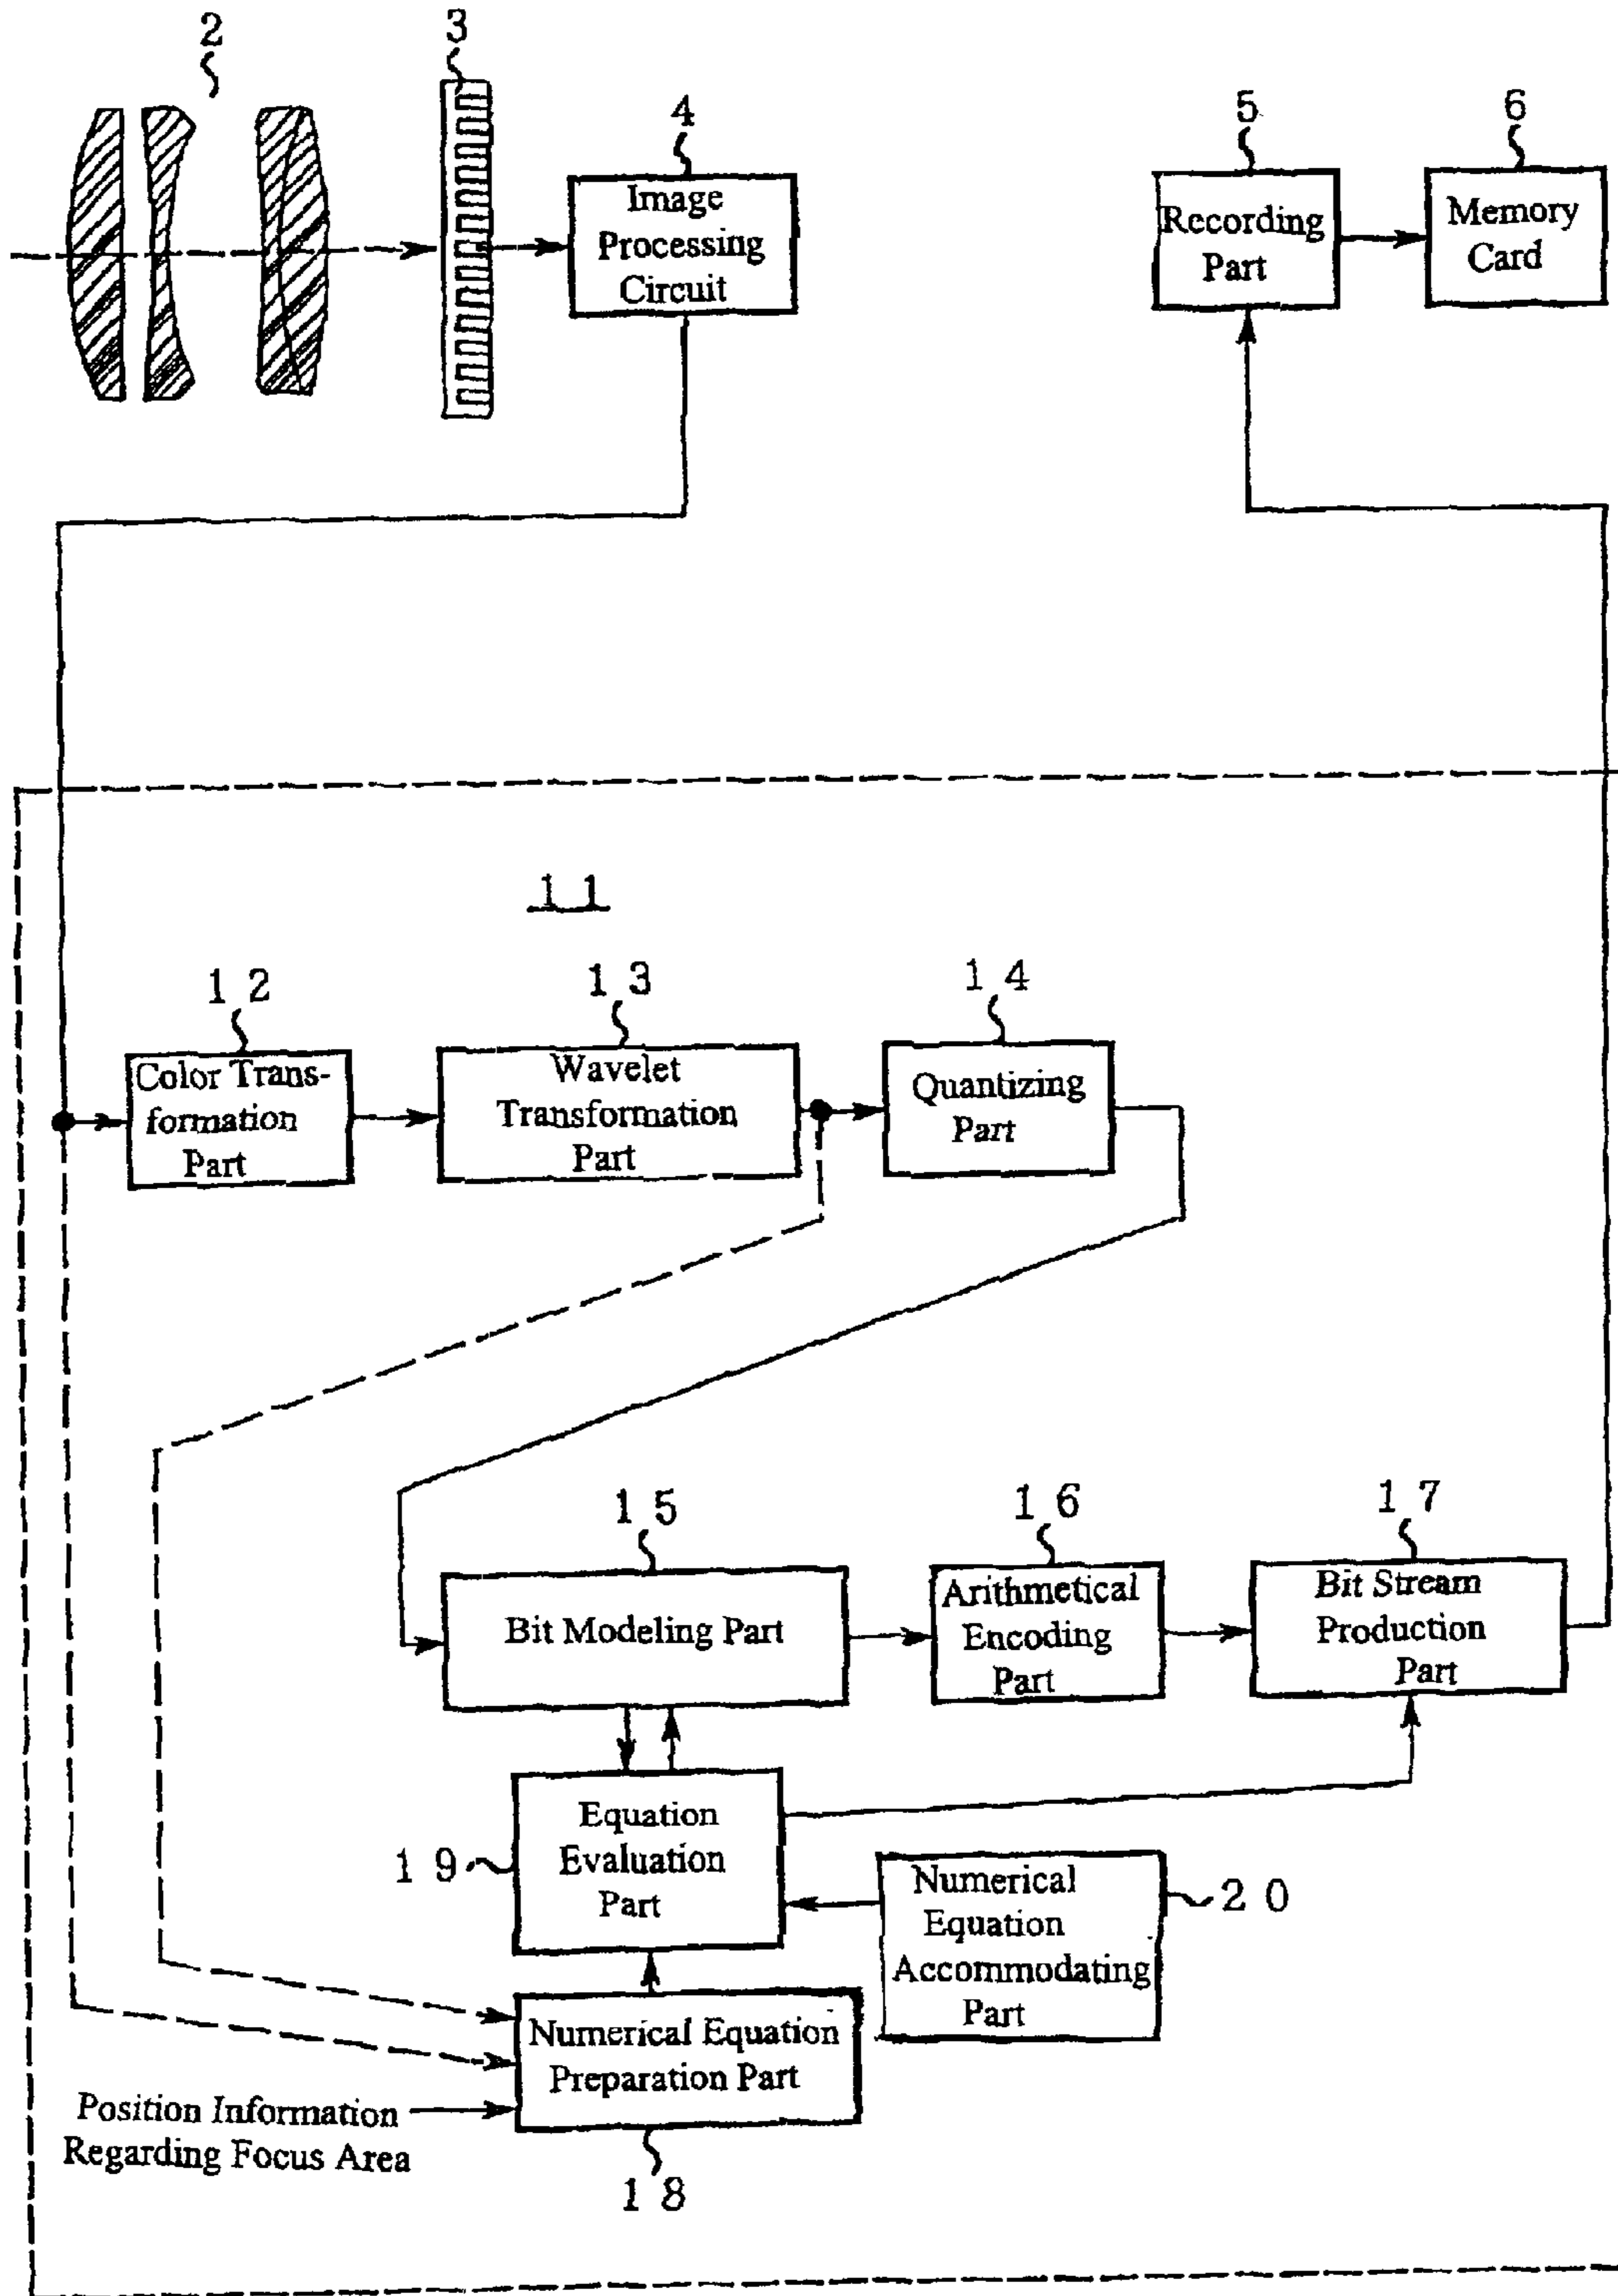 2
3
4
Image
Processing
Circuit
5
Recording
Part
6
Memory
Card
11
12
Color Trans-
formation
Part
13
Wavelet
Transformation
Part
14
Quantizing
Part
15
Bit Modeling Part
16
Arithmetical
Encoding
Part
17
Bit Stream
Production
Part
19
Equation
Evaluation
Part
20
Numerical
Equation
Accommodating
Part
Numerical Equation
Preparation Part
18
Position Information
Regarding Focus Area